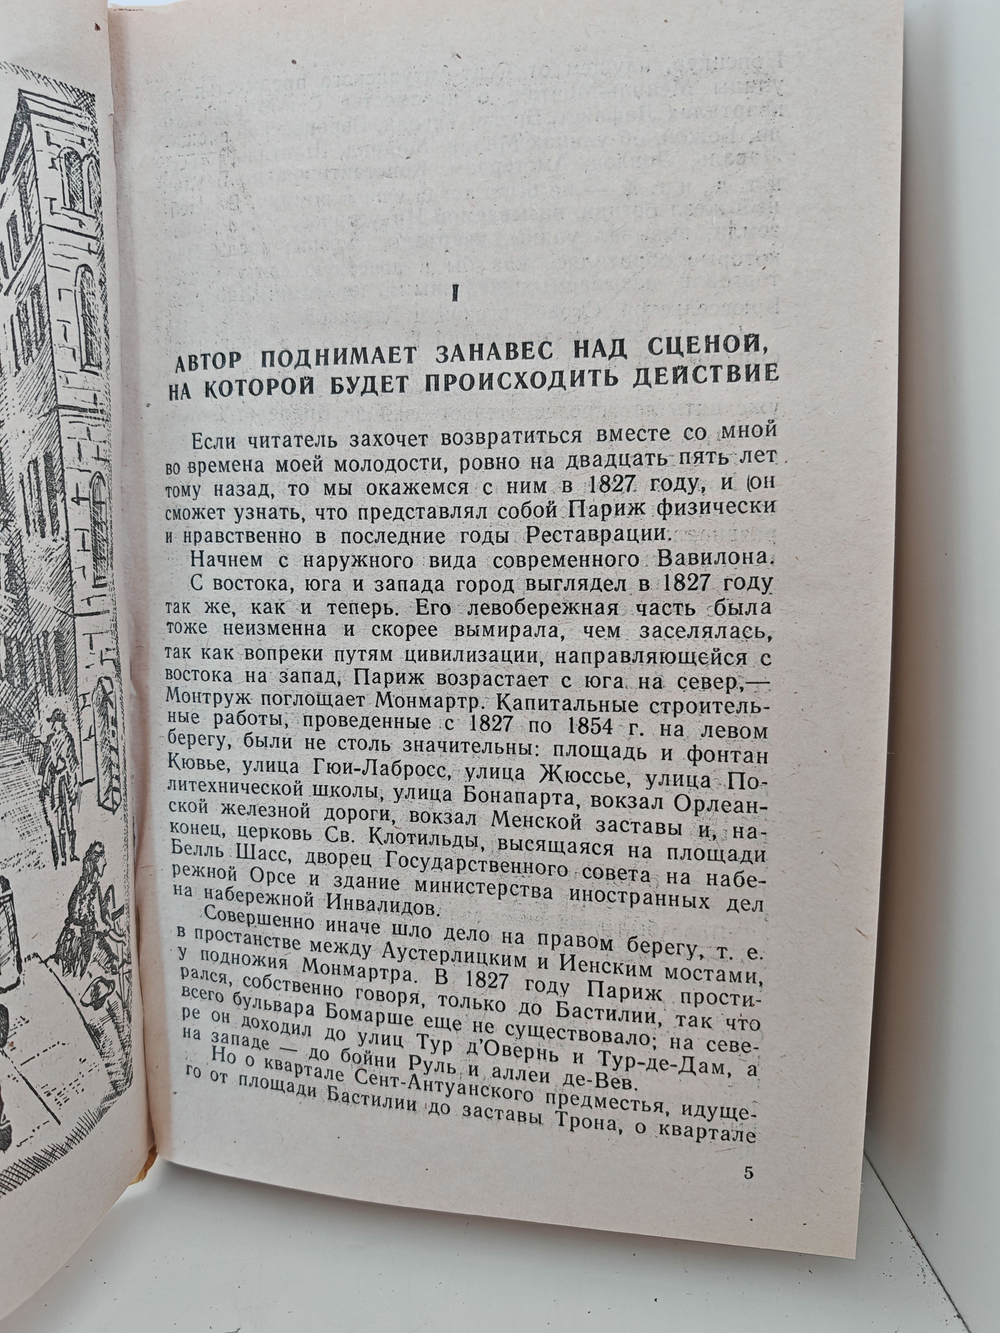 I
АВТОР ПОДНИМАЕТ ЗАНАВЕС НАД СЦЕНОЙ,
НА КОТОРОЙ БУДЕТ ПРОИСХОДИТЬ ДЕЙСТВИЕ
Если читатель захочет возвратиться вместе со мной
во времена моей молодости, ровно на двадцать пять лет
тому назад, то мы окажемся с ним в 1827 году, и (он
сможет узнать, что представлял собой Париж физически
и нравственно в последние годы Реставрации.
Начнем с наружного вида современного Вавилона.
С востока, юга и запада город выглядел в 1827 году
так же, как и теперь. Его левобережная часть была
тоже неизменна и скорее вымирала, чем заселялась,
так как вопреки путям цивилизации, направляющейся с
востока на запад, Париж возрастает с юга на север,—
Монтруж поглощает Монмартр. Капитальные строитель-
ные работы, проведенные с 1827 по 1854 г. на левом
берегу, были не столь значительны: площадь и фонтан
Кювье, улица Гюи-Лабросс, улица Жюссье, улица По-
литехнической школы, улица Бонапарта, вокзал Орлеан-
ской железной дороги, вокзал Менской заставы и, на-
конец, церковь Св. Клотильды, высящаяся на площади
Белль Шасс, дворец Государственного совета на набе-
режной Орсе и здание министерства иностранных дел
на набережной Инвалидов.
Совершенно иначе шло дело на правом берегу, т. е.
в простанстве между Аустерлицким и Иенским мостами,
у подножия Монмартра. В 1827 году Париж прости-
рался, собственно говоря, только до Бастилии, так что
всего бульвара Бомарше еще не существовало; на севе-
ре он доходил до улиц Тур д'Овернь и Тур-де-Дам, а
на западе — до бойни Руль и аллеи де-Вев.
Но о квартале Сент-Антуанского предместья, идуще-
го от площади Бастилии до заставы Трона, о квартале
5